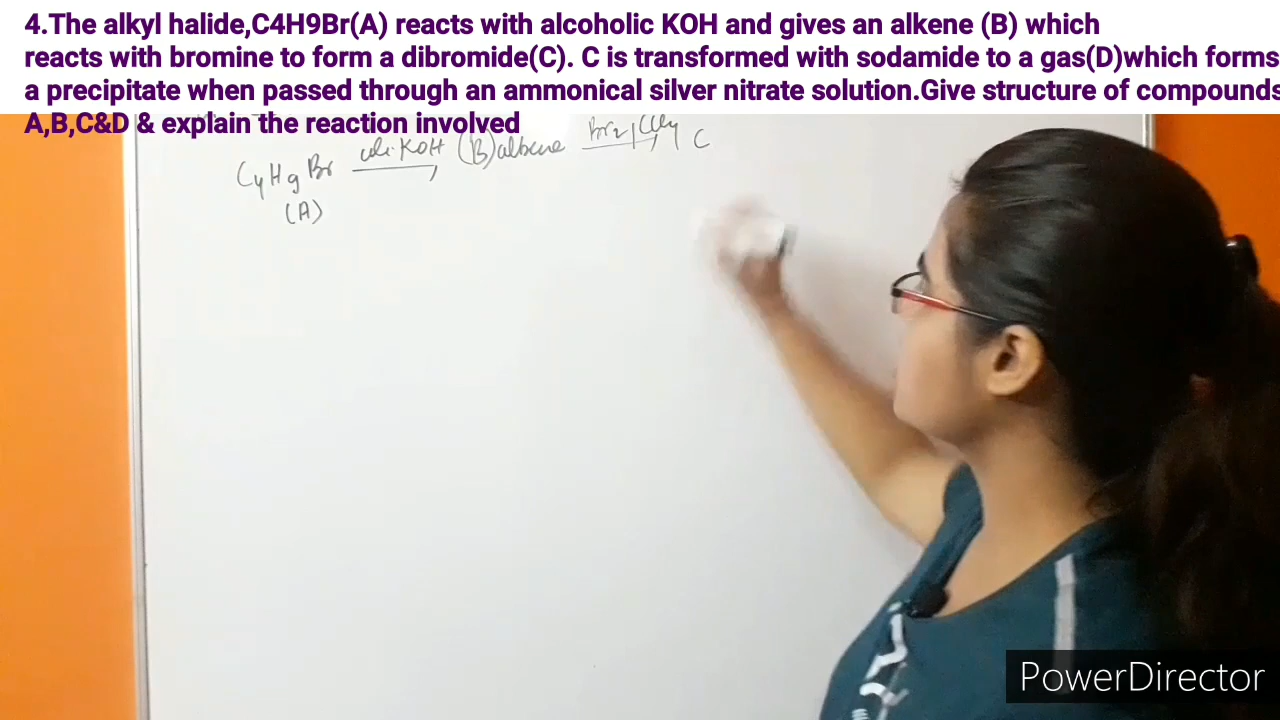 4.The alkyl halide,C4H9Br(A) reacts with alcoholic KOH and gives an alkene (B) which
reacts with bromine to form a dibromide(C). C is transformed with sodamide to a gas(D)which forms
a precipitate when passed through an ammonical silver nitrate solution.Give structure of compounds
A,B,C&D & explain the reaction involved
C4H9Br alc. KOH (B) alkene Br2/CCl4 C
(A)
PowerDirector